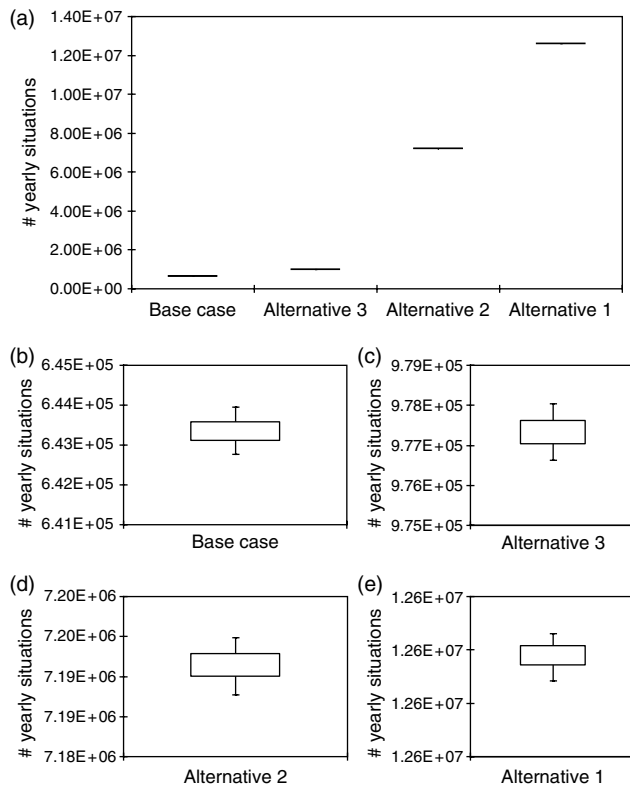 (a)
# yearly situations
1.40E+07
1.20E+07
1.00E+07
8.00E+06
6.00E+06
4.00E+06
2.00E+06
0.00E+00
Base case
Alternative 3
Alternative 2
Alternative 1
(b)
# yearly situations
6.45E+05
6.44E+05
6.43E+05
6.42E+05
6.41E+05
Base case
(c)
# yearly situations
9.79E+05
9.78E+05
9.77E+05
9.76E+05
9.75E+05
Alternative 3
(d)
# yearly situations
7.20E+06
7.20E+06
7.19E+06
7.19E+06
7.18E+06
Alternative 2
(e)
# yearly situations
1.26E+07
1.26E+07
1.26E+07
1.26E+07
Alternative 1